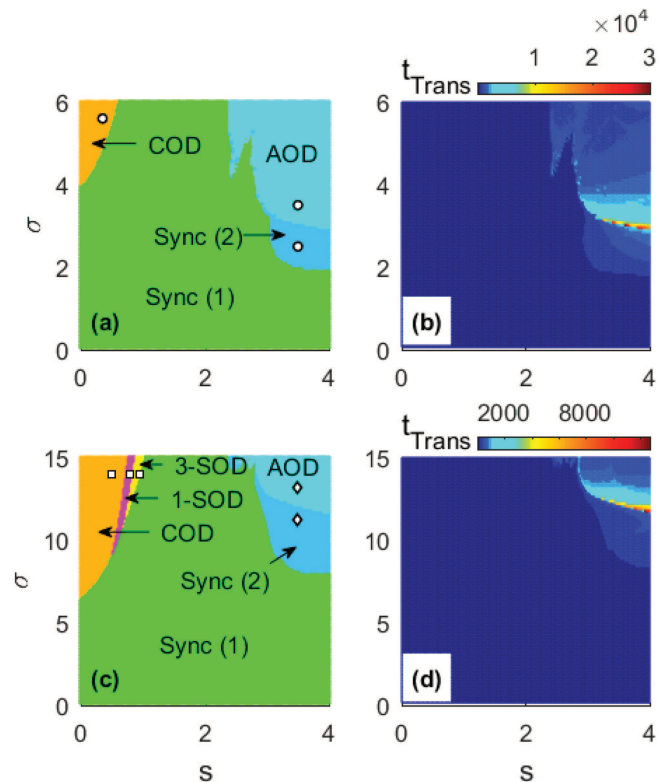 × 10⁴
t_Trans 1 2 3
6
4
2
0
σ
COD
AOD
Sync (2)
Sync (1)
(a)
0 2 4
6
4
2
0
(b)
0 2 4
t_Trans 2000 8000
15
10
5
0
σ
3-SOD
AOD
1-SOD
COD
Sync (2)
Sync (1)
(c)
0 2 4
s
15
10
5
0
(d)
0 2 4
s